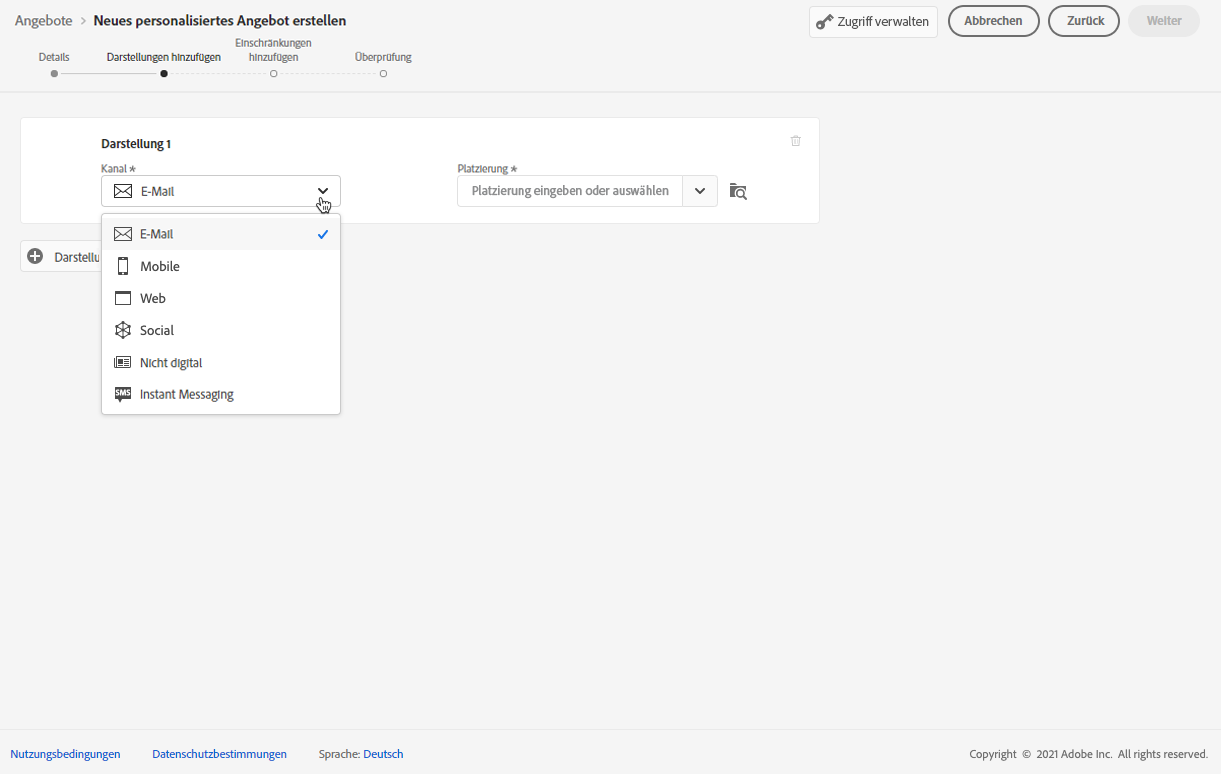 Angebote > Neues personalisiertes Angebot erstellen
Zugriff verwalten
Abbrechen
Zurück
Weiter
Details
Darstellungen hinzufügen
Einschränkungen
hinzufügen
Überprüfung
Darstellung 1
Kanal *
Platzierung *
E-Mail
Platzierung eingeben oder auswählen
E-Mail
Darstellu
Mobile
Web
Social
Nicht digital
SMS Instant Messaging
Nutzungsbedingungen
Datenschutzbestimmungen
Sprache: Deutsch
Copyright © 2021 Adobe Inc. All rights reserved.